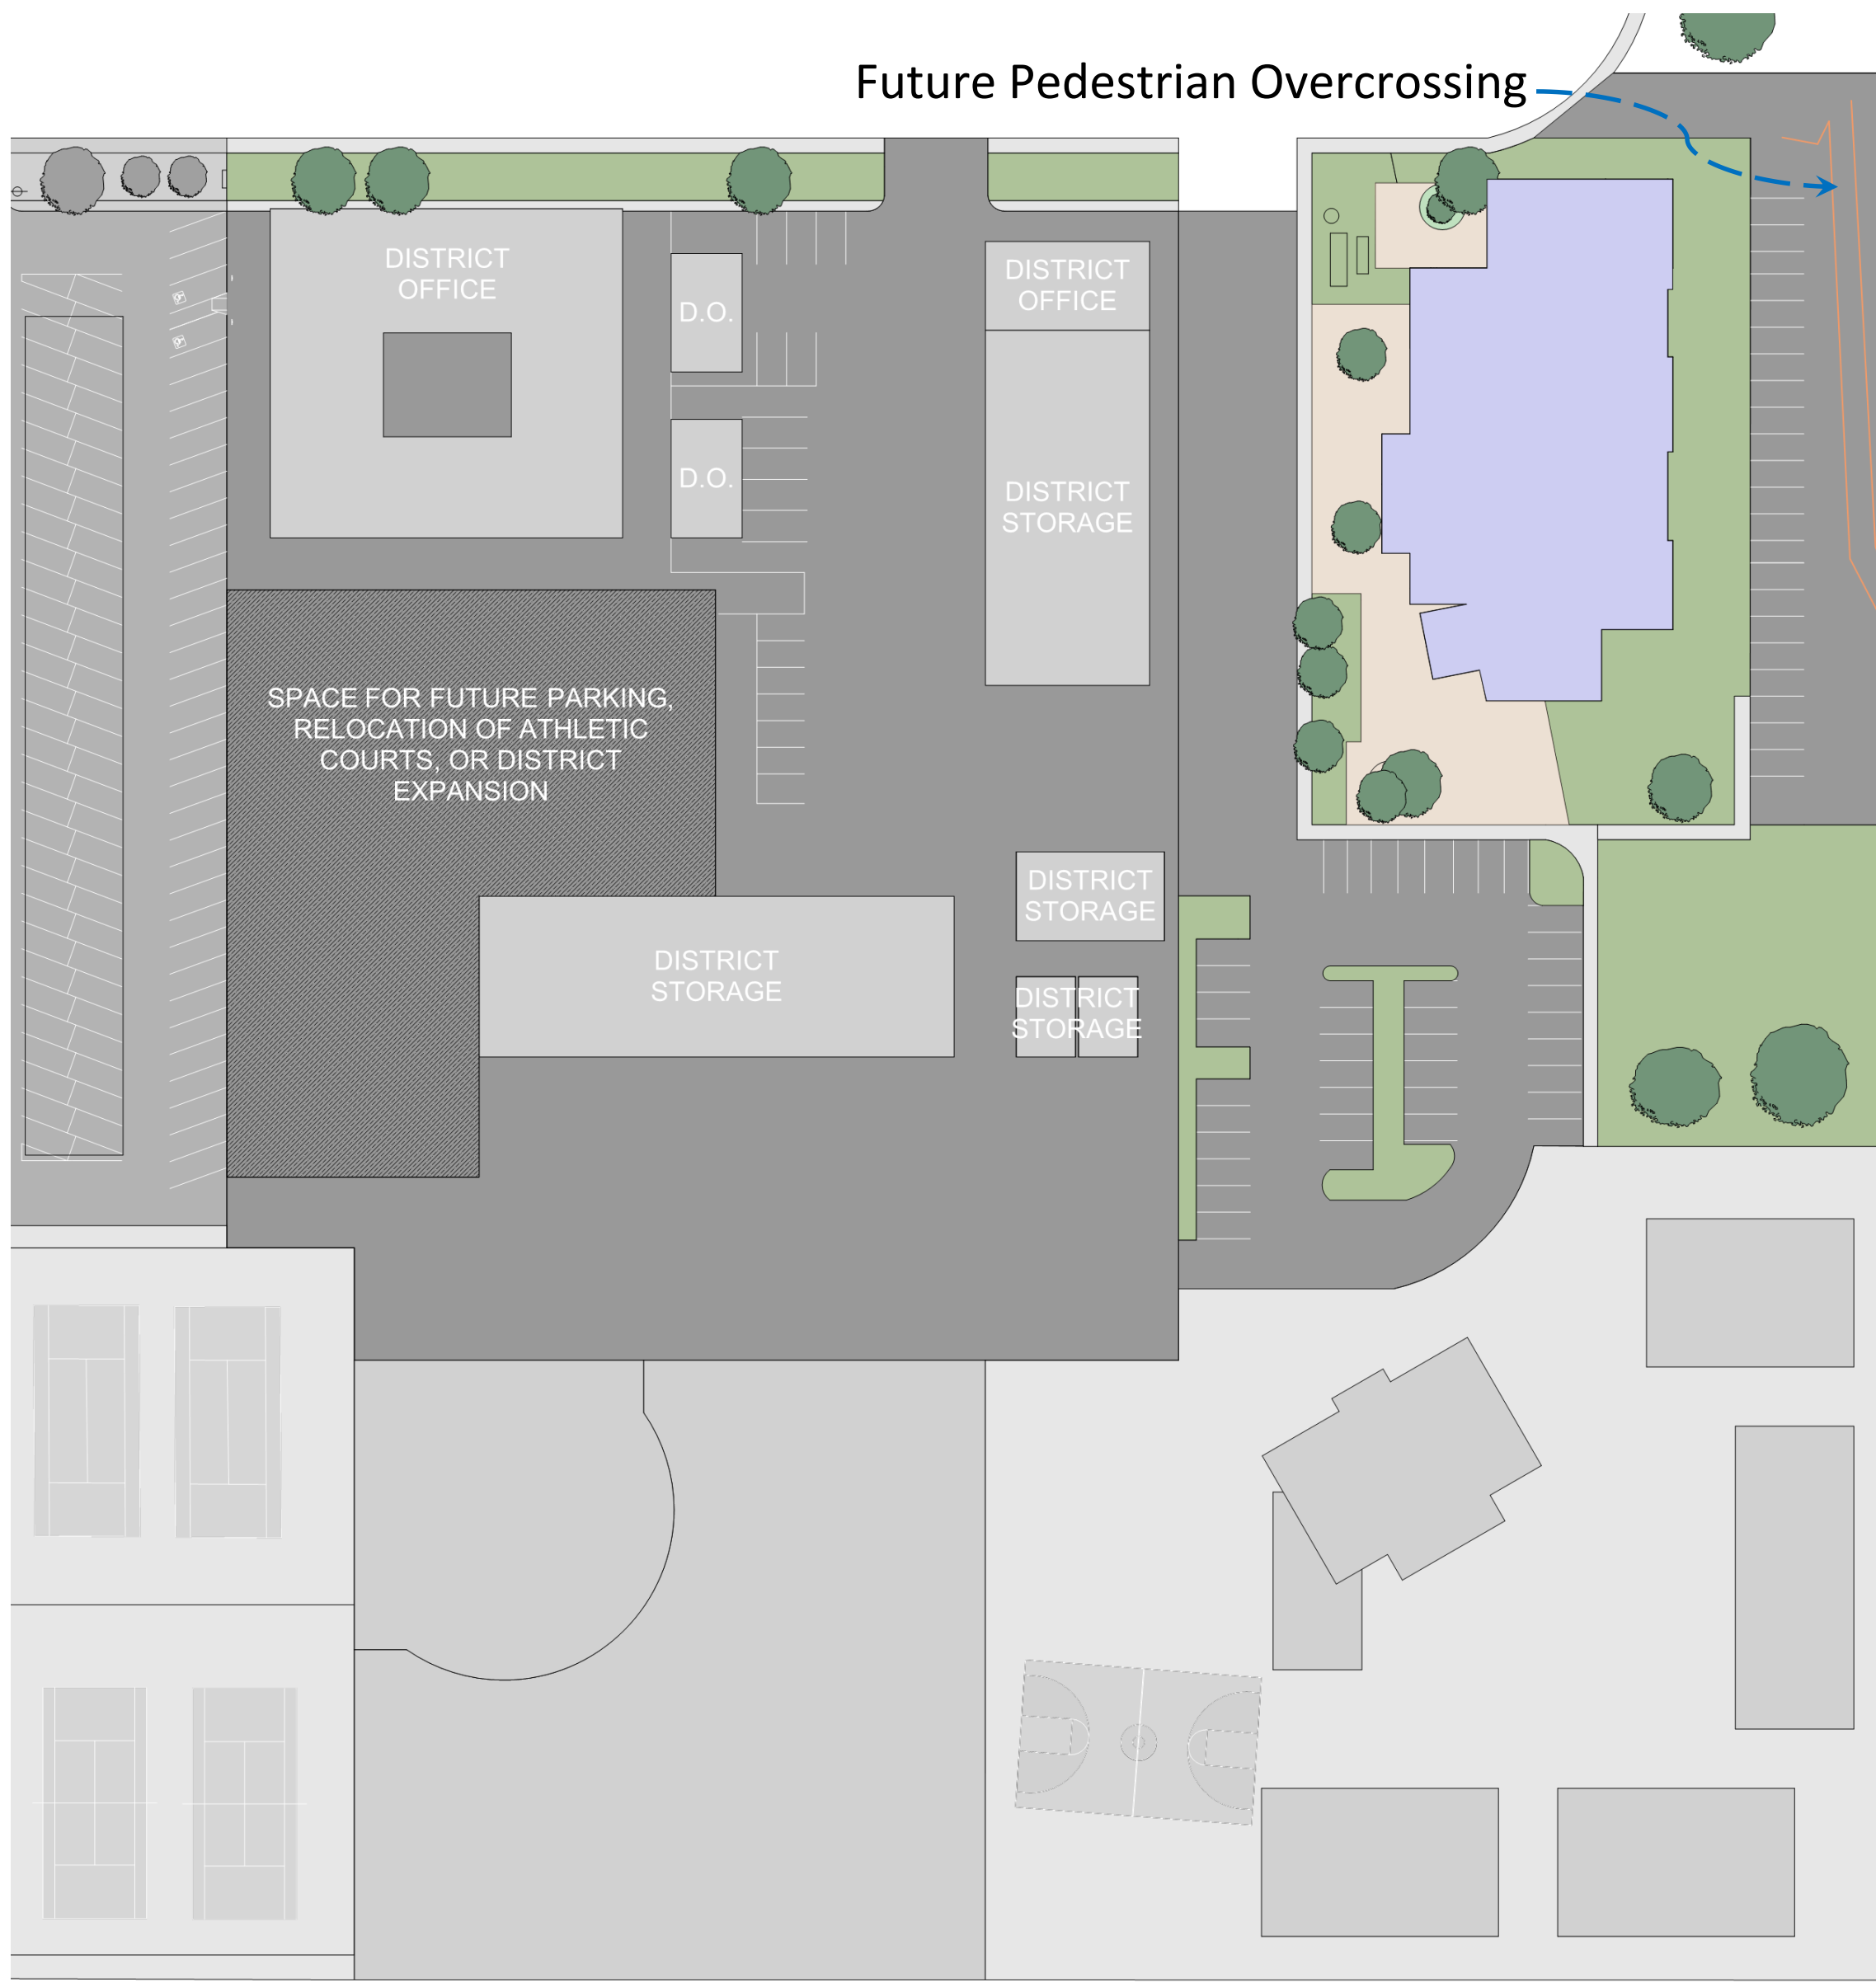 Future Pedestrian Overcrossing
DISTRICT
OFFICE
D.O.
DISTRICT
OFFICE
D.O.
DISTRICT
STORAGE
SPACE FOR FUTURE PARKING,
RELOCATION OF ATHLETIC
COURTS, OR DISTRICT
EXPANSION
DISTRICT
STORAGE
DISTRICT
STORAGE
DISTRICT
STORAGE